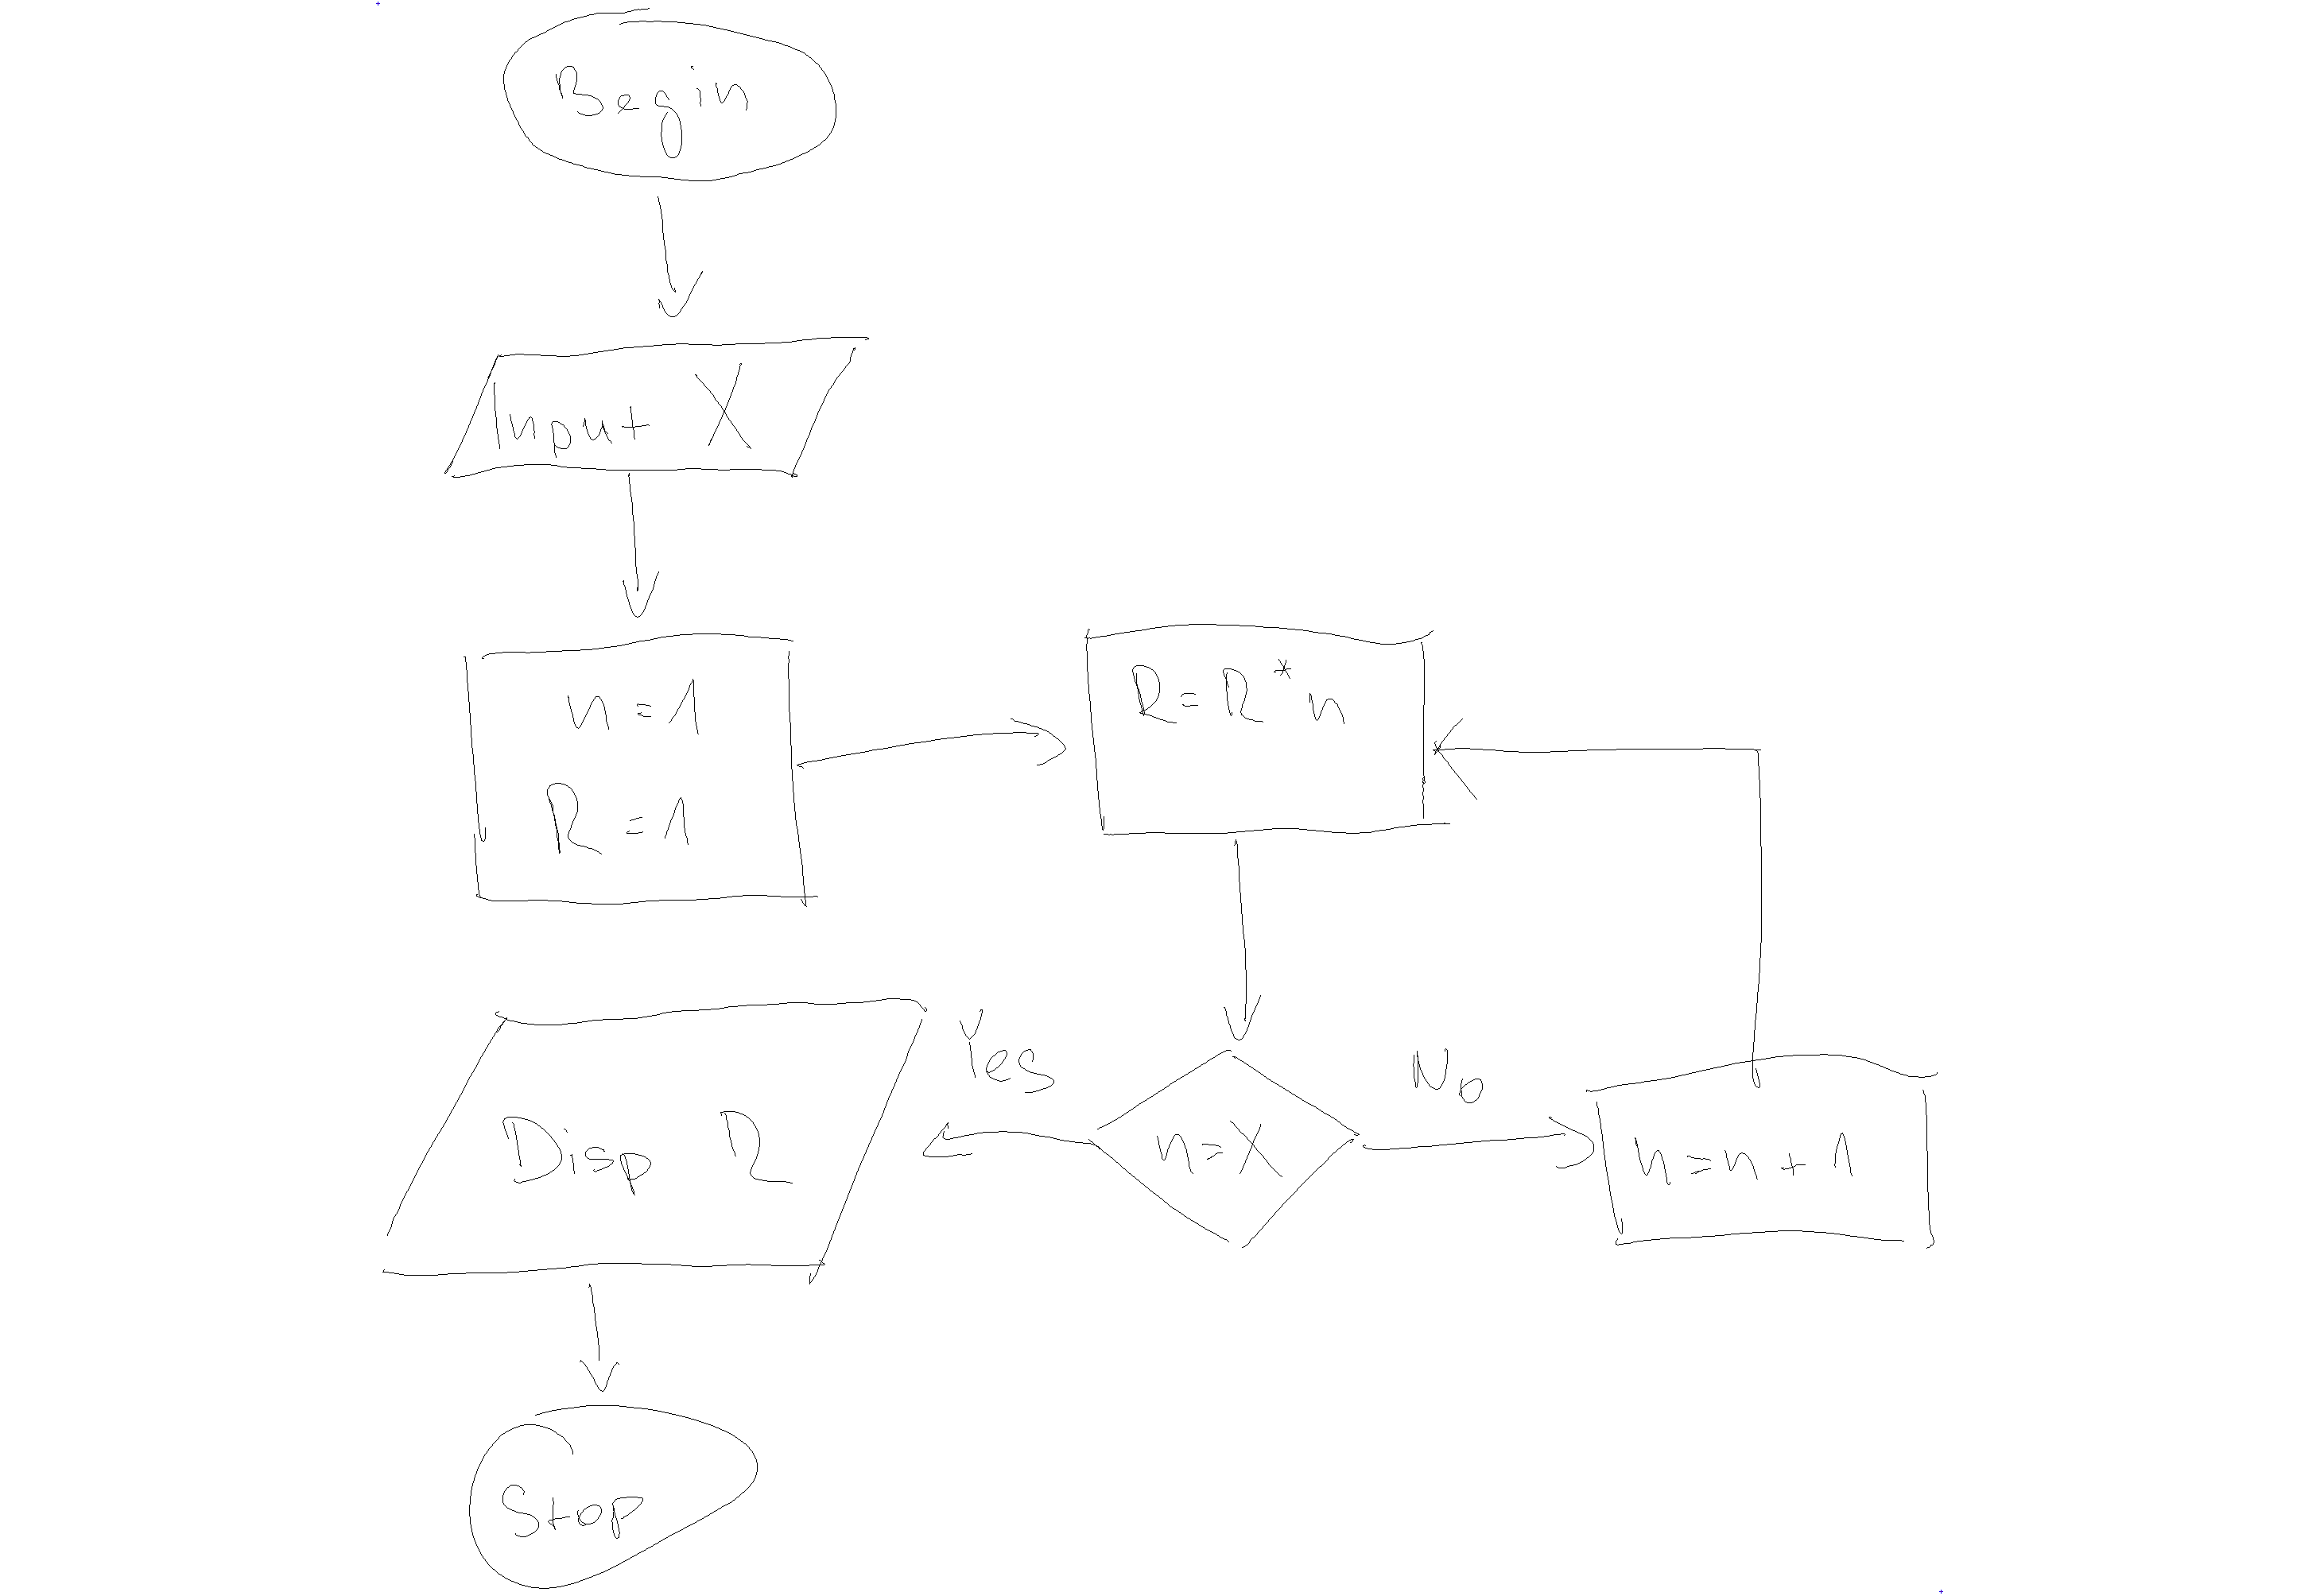 Begin
Input X
n=1
R=1
R=R*n
Yes
No
n=X
n=n+1
Disp R
Stop